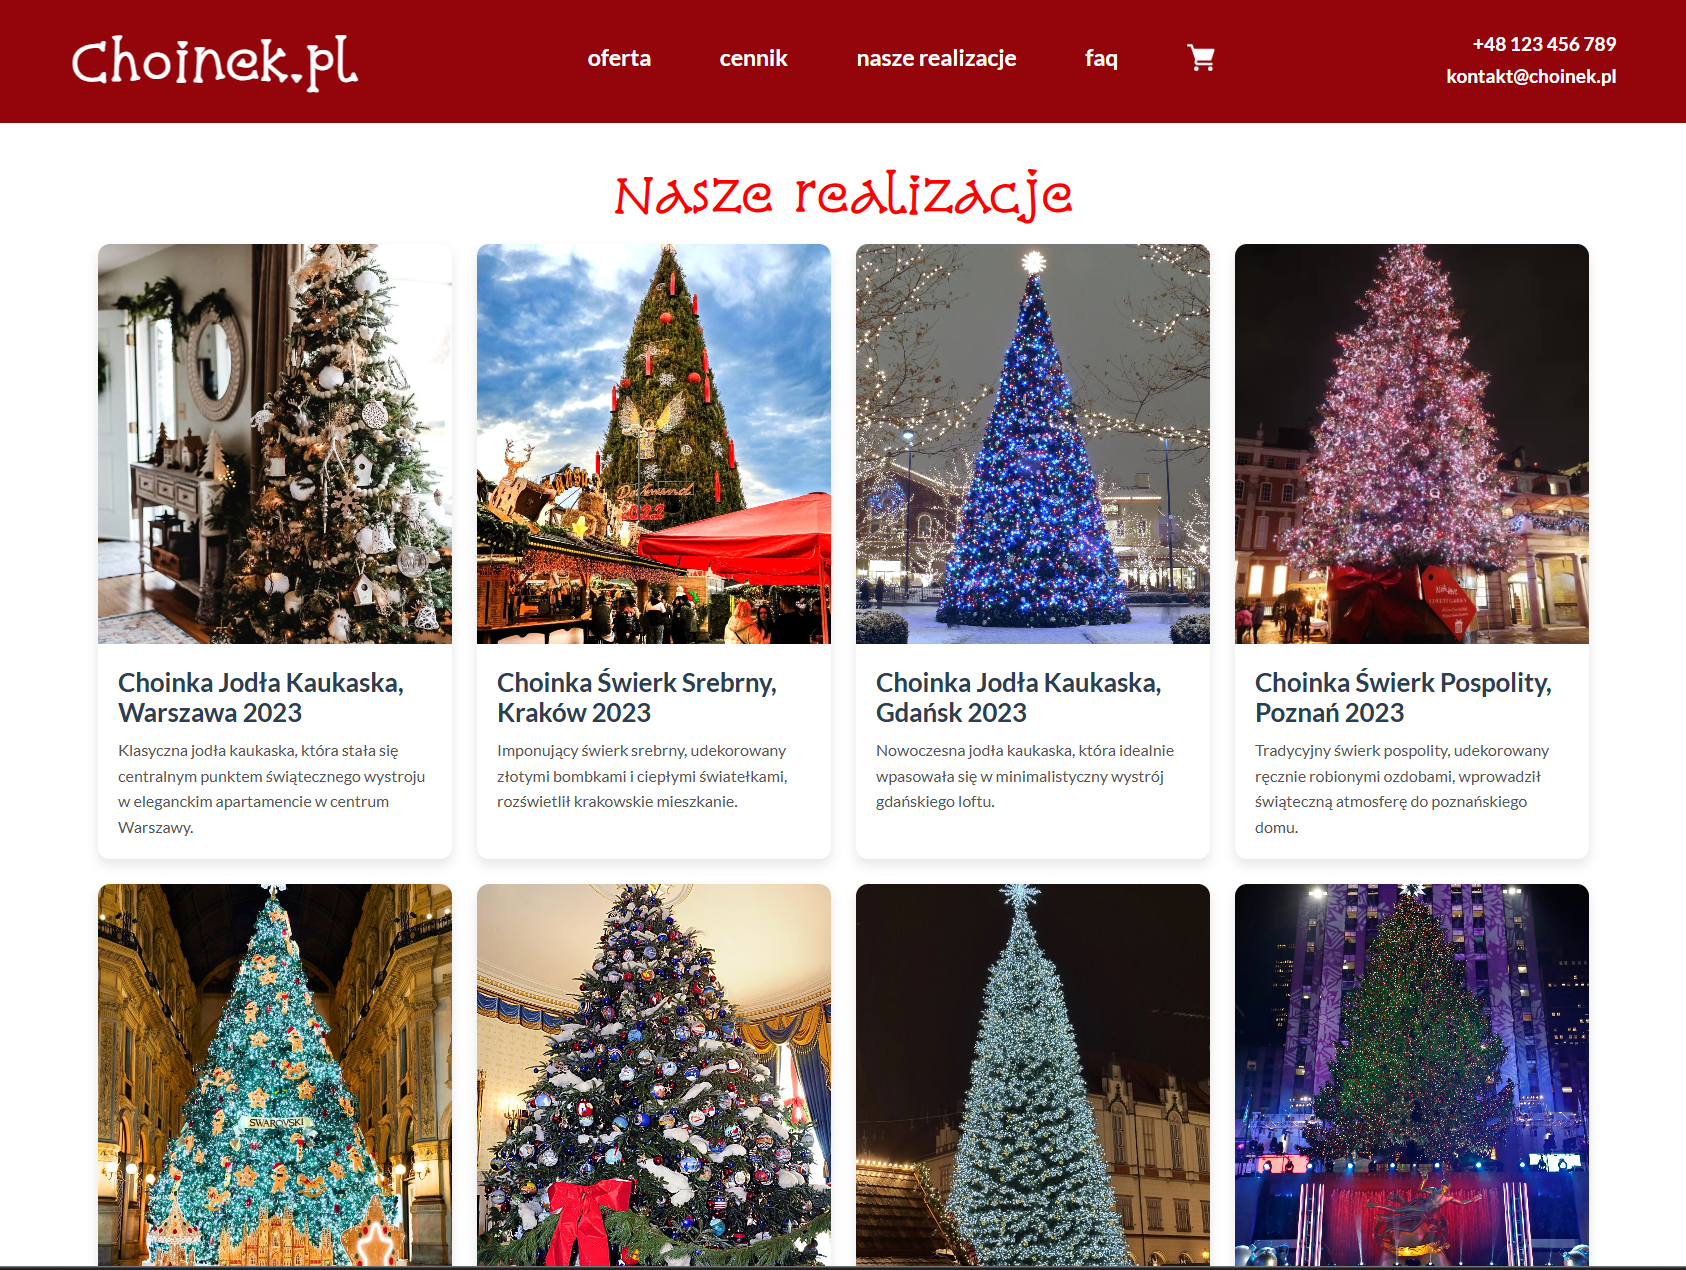 Choinek.pl
oferta cennik nasze realizacje faq
+48 123 456 789
kontakt@choinek.pl
Nasze realizacje
Dortmund
2022
COVENT GARDEN
Choinka Jodła Kaukaska,
Warszawa 2023
Klasyczna jodła kaukaska, która stała się
centralnym punktem świątecznego wystroju
w eleganckim apartamencie w centrum
Warszawy.
Choinka Świerk Srebrny,
Kraków 2023
Imponujący świerk srebrny, udekorowany
złotymi bombkami i ciepłymi światełkami,
rozświetlił krakowskie mieszkanie.
Choinka Jodła Kaukaska,
Gdańsk 2023
Nowoczesna jodła kaukaska, która idealnie
wpasowała się w minimalistyczny wystrój
gdańskiego loftu.
Choinka Świerk Pospolity,
Poznań 2023
Tradycyjny świerk pospolity, udekorowany
ręcznie robionymi ozdobami, wprowadził
świąteczną atmosferę do poznańskiego
domu.
SWAROVSKI